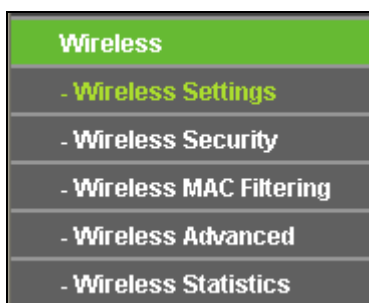 Wireless
- Wireless Settings
- Wireless Security
- Wireless MAC Filtering
- Wireless Advanced
- Wireless Statistics